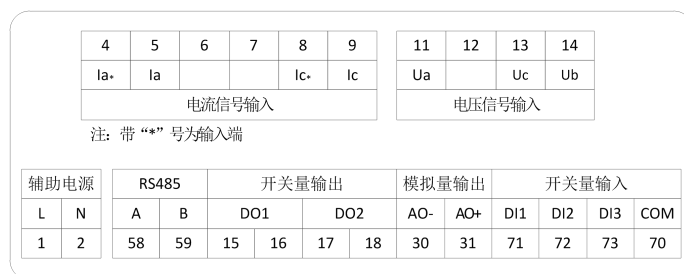 4 5 6 7 8 9 11 12 13 14
Ia* Ia Ic* Ic Ua Uc Ub
电流信号输入 电压信号输入
注：带“*”号为输入端
辅助电源 RS485 开关量输出 模拟量输出 开关量输入
L N A B DO1 DO2 AO- AO+ DI1 DI2 DI3 COM
1 2 58 59 15 16 17 18 30 31 71 72 73 70